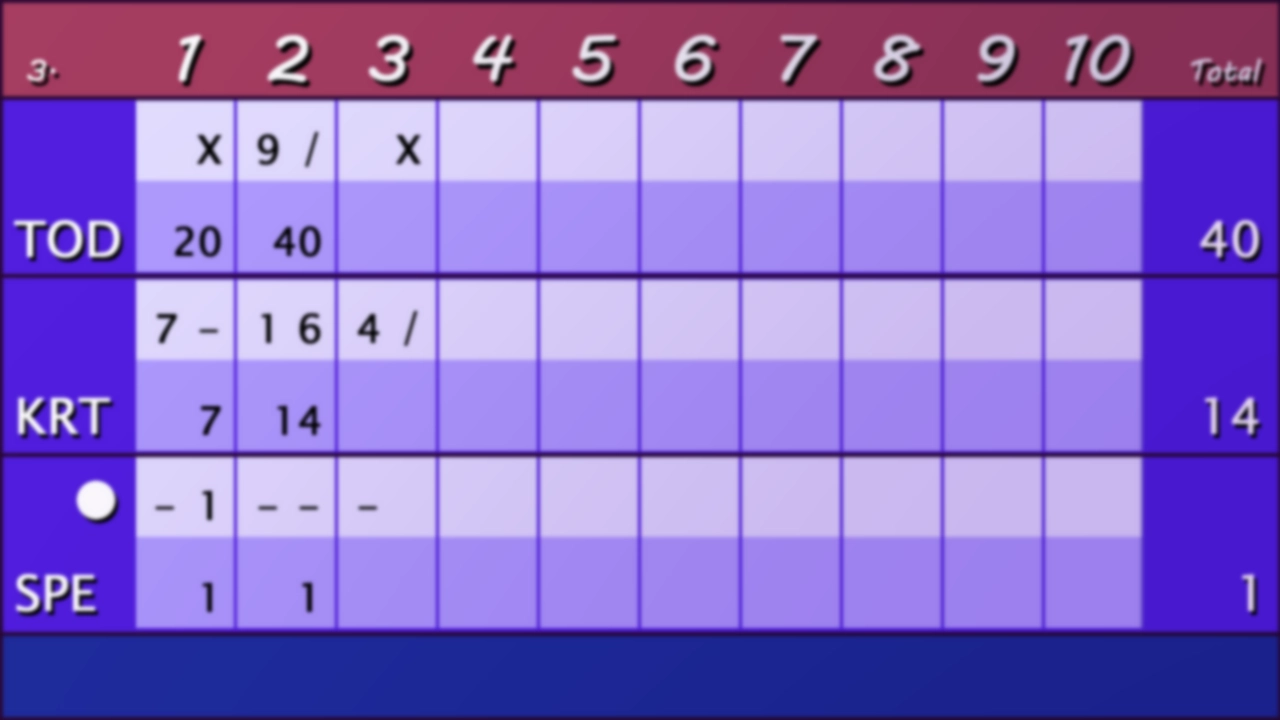 3· 1 2 3 4 5 6 7 8 9 10 Total
X 9 / X
TOD 20 40 40
7 – 1 6 4 /
KRT 7 14 14
– 1 – – –
SPE 1 1 1